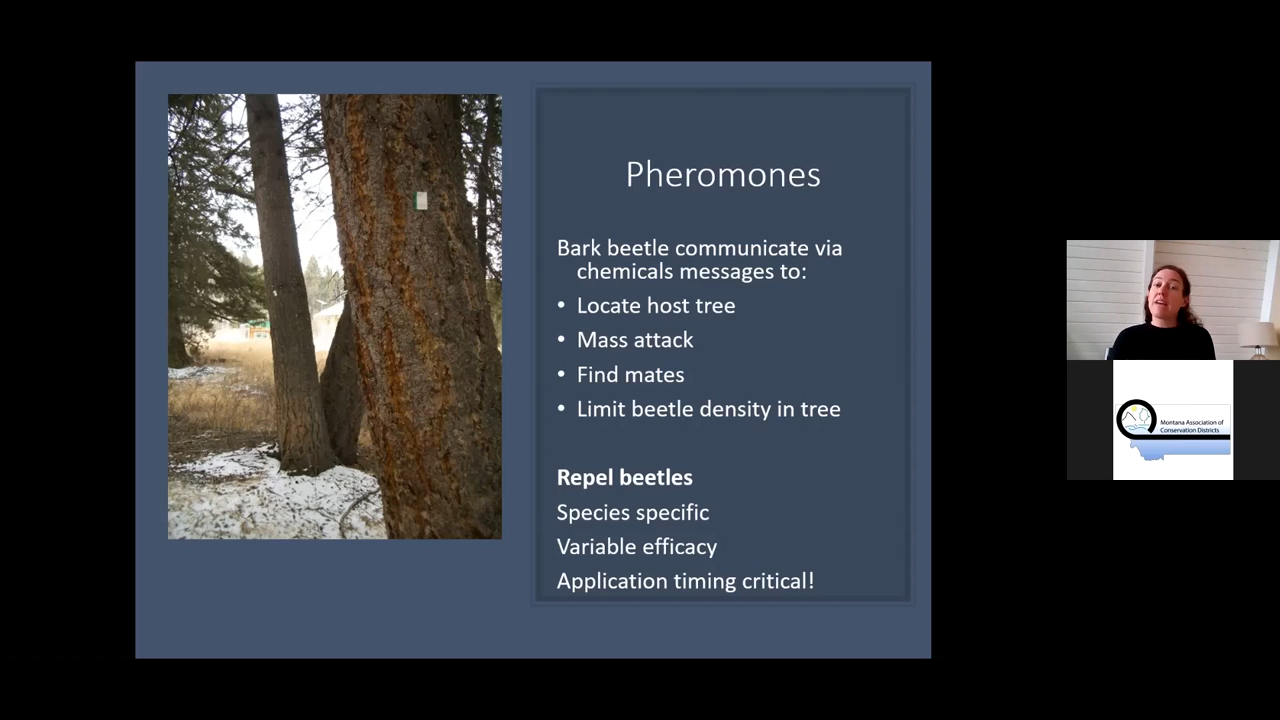 Pheromones
Bark beetle communicate via
chemicals messages to:
• Locate host tree
• Mass attack
• Find mates
• Limit beetle density in tree
Repel beetles
Species specific
Variable efficacy
Application timing critical!
Montana Association of
Conservation Districts